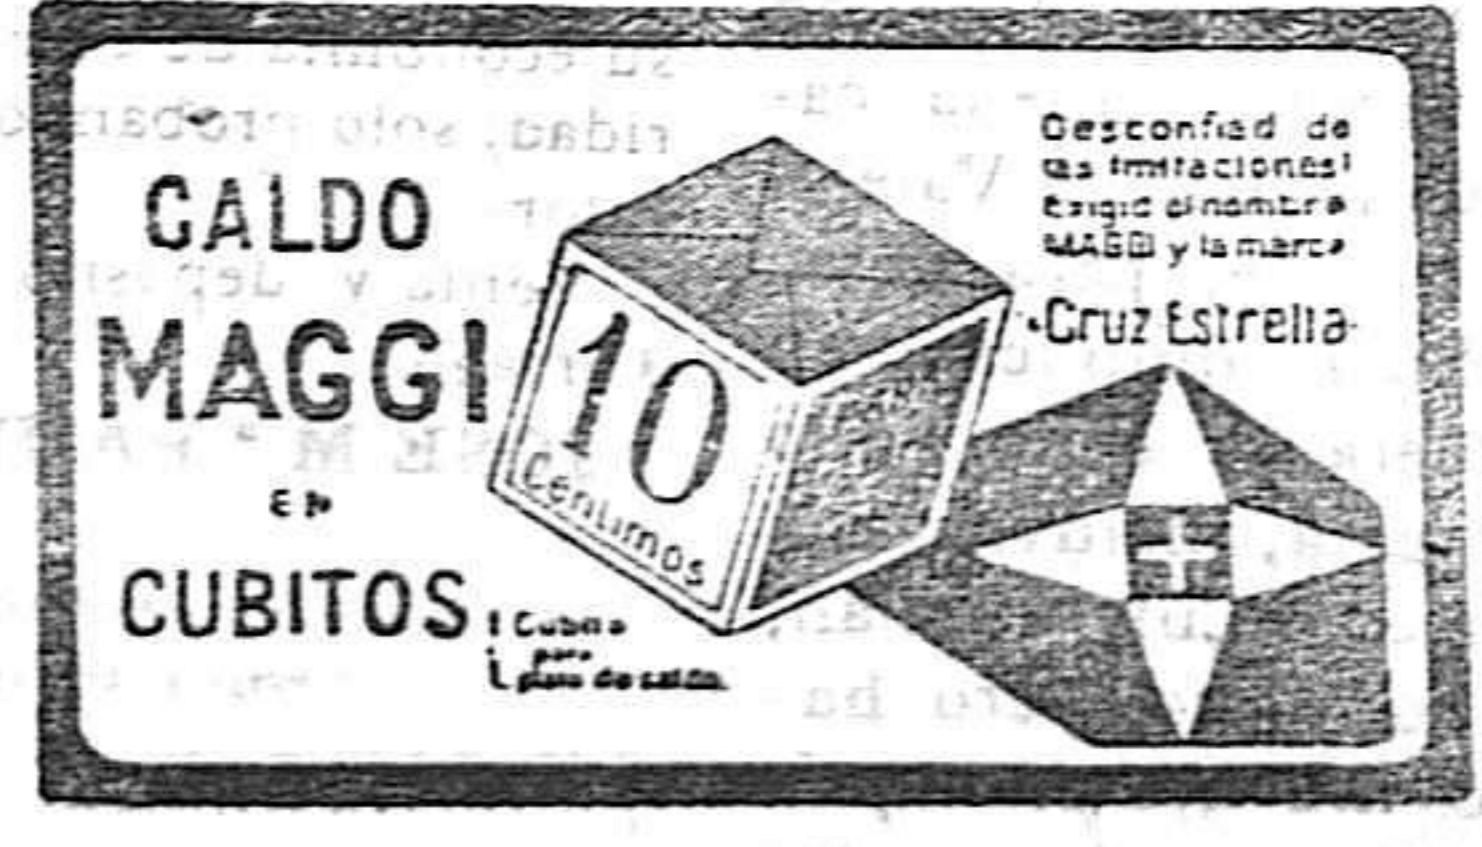 CALDO
MAGGI
EN
CUBITOS
10
Céntimos
1 Cubito
para
1 plato de caldo.
Desconfiad de
las imitaciones!
Exigid el nombre
MAGGI y la marca
"Cruz Estrella"